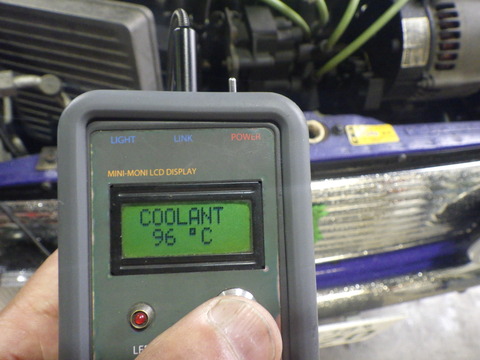 LIGHT LINK POWER
MINI-MONI LCD DISPLAY
COOLANT
96 °C